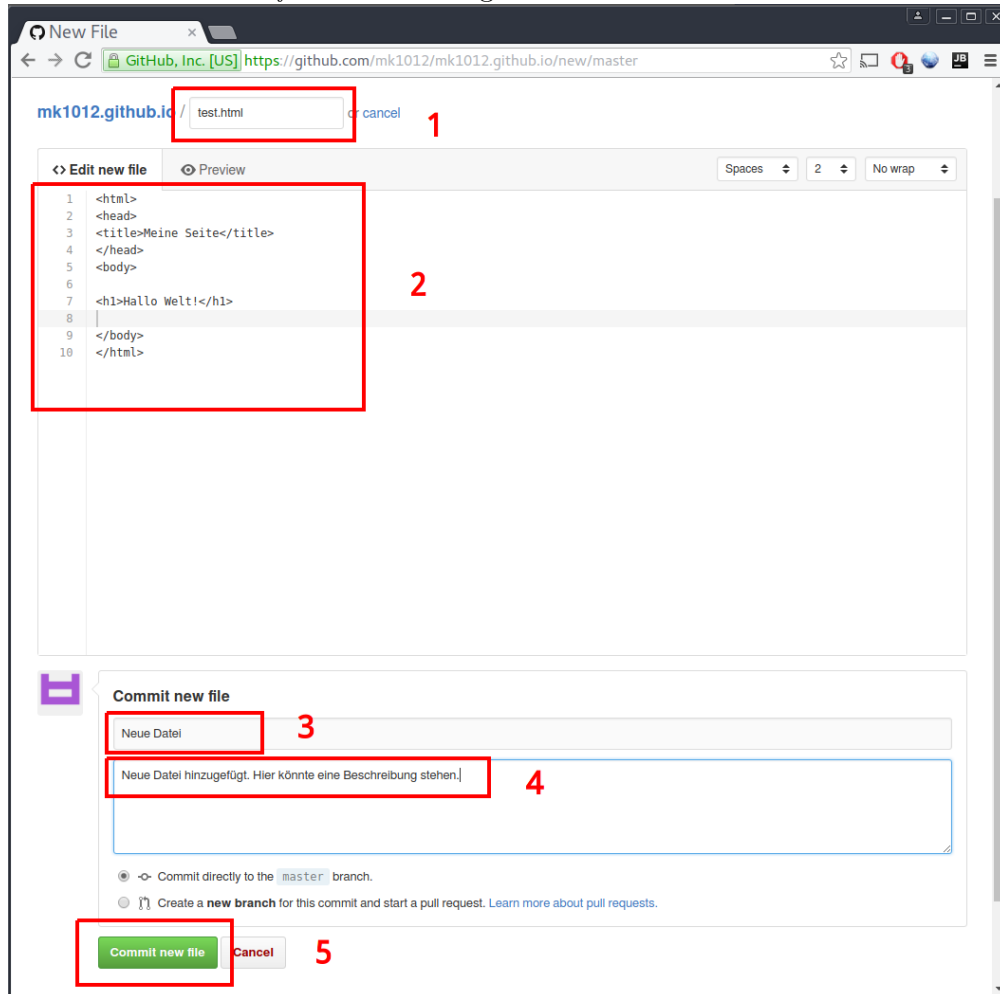 New File
GitHub, Inc. [US] https://github.com/mk1012/mk1012.github.io/new/master
3
JB
mk1012.github.io / test.html or cancel
1
Edit new file
Preview
Spaces
2
No wrap
1 <html>
2 <head>
3 <title>Meine Seite</title>
4 </head>
5 <body>
6
7 <h1>Hallo Welt!</h1>
8
9 </body>
10 </html>
2
Commit new file
Neue Datei
3
Neue Datei hinzugefügt. Hier könnte eine Beschreibung stehen.
4
Commit directly to the master branch.
Create a new branch for this commit and start a pull request. Learn more about pull requests.
Commit new file
Cancel
5